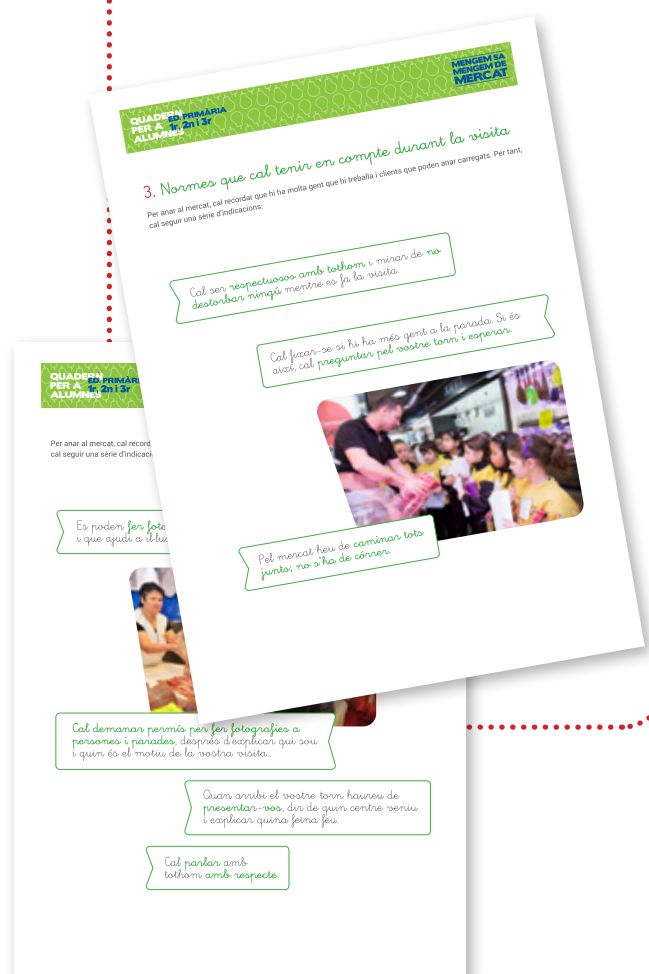 QUADERN
PER A
ALUMNES
ED. PRIMÀRIA
1r, 2n i 3r
MENGEM SA
MENGEM DE
MERCAT
3. Normes que cal tenir en compte durant la visita
Per anar al mercat, cal recordar que hi ha molta gent que hi treballa i clients que poden anar carregats. Per tant,
cal seguir una sèrie d'indicacions:
Cal ser respectuosos amb tothom i mirar de no
destorbar ningú mentre es fa la visita.
Cal fixar-se si hi ha més gent a la parada. Si és
així, cal preguntar pel vostre torn i esperar.
Pel mercat heu de caminar tots
junts; no s'ha de córrer.
QUADERN
PER A
ALUMNES
ED. PRIMÀRI
1r, 2n i 3r
Per anar al mercat, cal record
cal seguir una sèrie d'indicaci
Es poden fer foto
i que ajudi a il·lu
Cal demanar permís per fer fotografies a
persones i parades, després d'explicar qui sou
i quin és el motiu de la vostra visita.
Quan arribi el vostre torn haureu de
presentar-vos, dir de quin centre veniu
i explicar quina feina feu.
Cal parlar amb
tothom amb respecte.